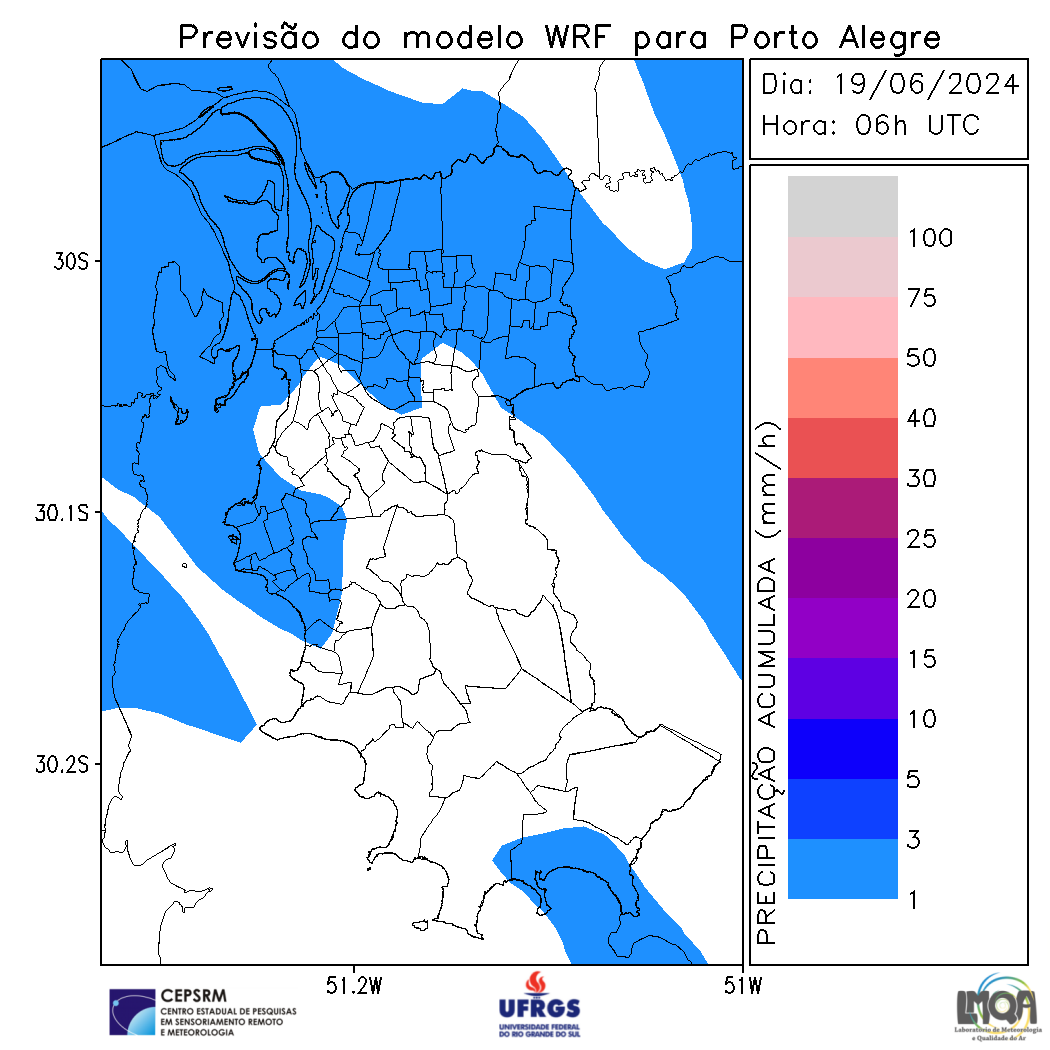 Previsão do modelo WRF para Porto Alegre
Dia: 19/06/2024
Hora: 06h UTC
30S
30.1S
30.2S
51.2W
51W
PRECIPITAÇÃO ACUMULADA (mm/h)
100
75
50
40
30
25
20
15
10
5
3
1
CEPSRM
CENTRO ESTADUAL DE PESQUISAS
EM SENSORIAMENTO REMOTO
E METEOROLOGIA
UFRGS
UNIVERSIDADE FEDERAL
DO RIO GRANDE DO SUL
LMQA
Laboratório de Meteorologia
e Qualidade do Ar